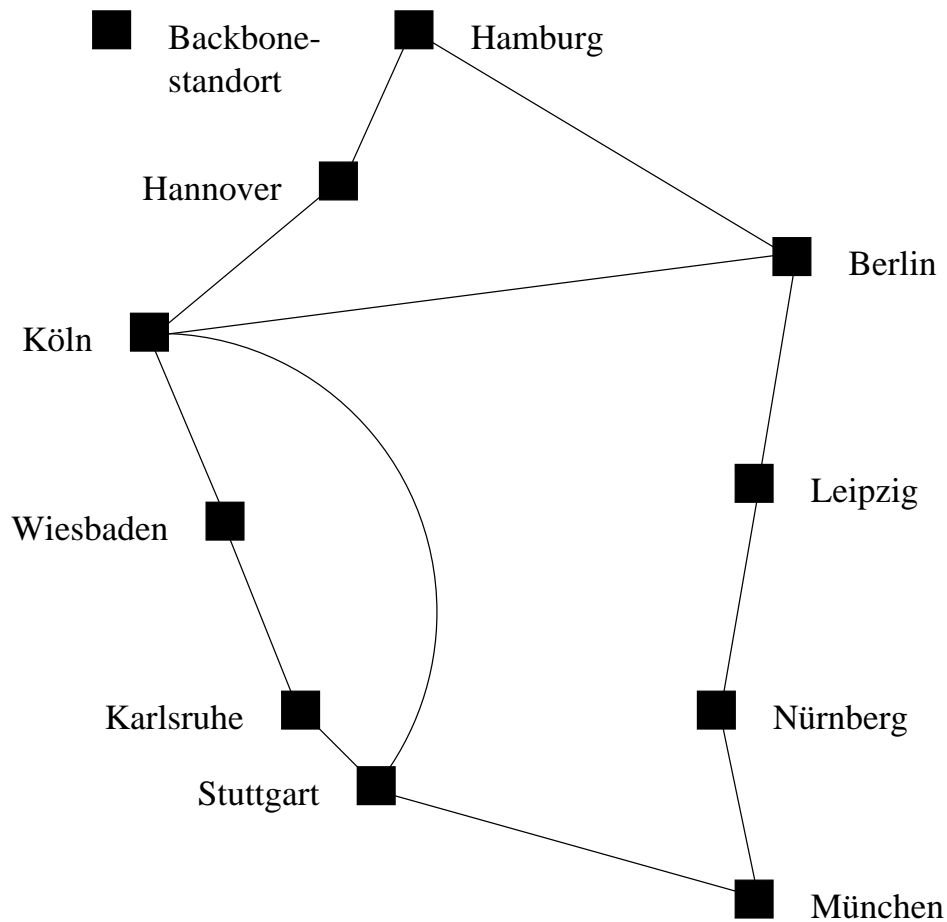 Backbone-
standort
Hamburg
Hannover
Berlin
Köln
Leipzig
Wiesbaden
Karlsruhe
Nürnberg
Stuttgart
München